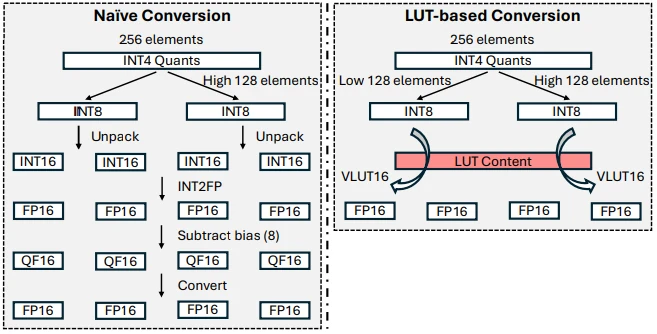 Naïve Conversion
256 elements
INT4 Quants
High 128 elements
INT8 INT8
Unpack Unpack
INT16 INT16 INT16 INT16
INT2FP
FP16 FP16 FP16 FP16
Subtract bias (8)
QF16 QF16 QF16 QF16
Convert
FP16 FP16 FP16 FP16
LUT-based Conversion
256 elements
INT4 Quants
Low 128 elements High 128 elements
INT8 INT8
LUT Content
VLUT16 VLUT16
FP16 FP16 FP16 FP16